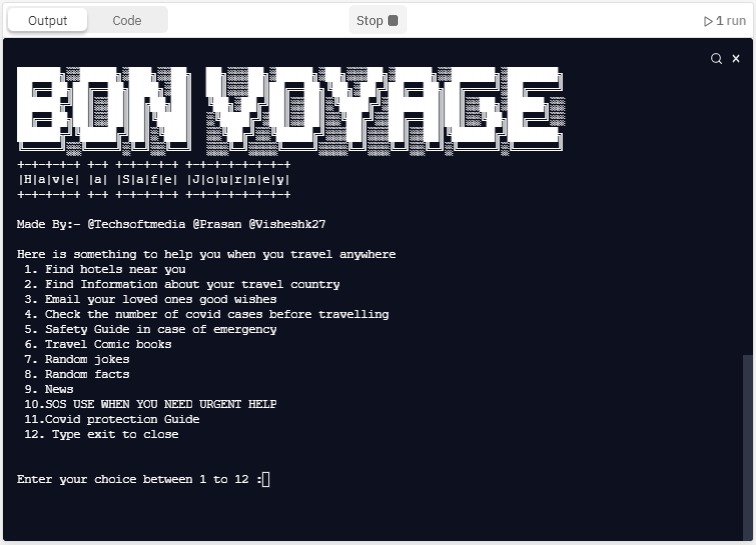 Output Code Stop 1 run
BON VOYAGE
+-+-+-+-+ +-+ +-+-+-+-+ +-+-+-+-+-+-+-+
|H|a|v|e| |a| |S|a|f|e| |J|o|u|r|n|e|y|
+-+-+-+-+ +-+ +-+-+-+-+ +-+-+-+-+-+-+-+
Made By:- @Techsoftmedia @Prasan @Visheshk27
Here is something to help you when you travel anywhere
1. Find hotels near you
2. Find Information about your travel country
3. Email your loved ones good wishes
4. Check the number of covid cases before travelling
5. Safety Guide in case of emergency
6. Travel Comic books
7. Random jokes
8. Random facts
9. News
10.SOS USE WHEN YOU NEED URGENT HELP
11.Covid protection Guide
12. Type exit to close
Enter your choice between 1 to 12 :